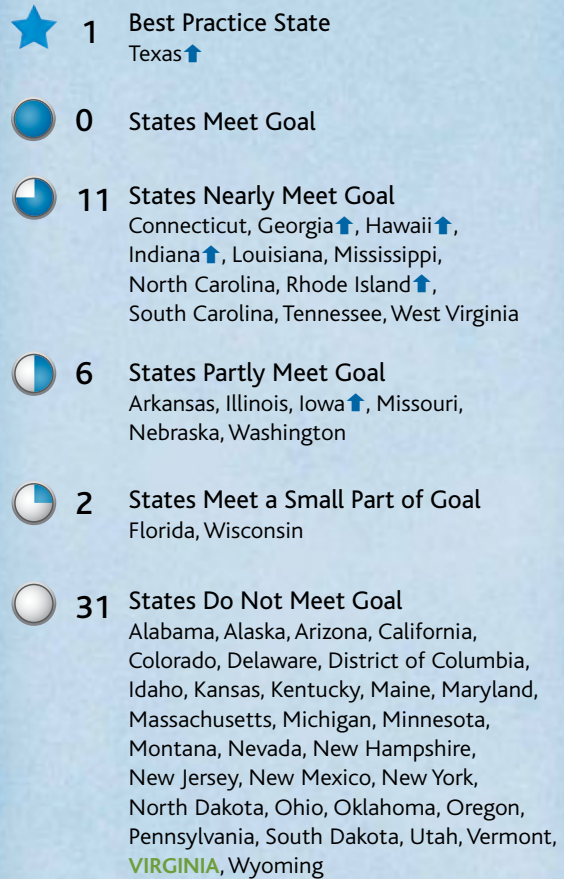 1 Best Practice State
Texas⬆
0 States Meet Goal
11 States Nearly Meet Goal
Connecticut, Georgia⬆, Hawaii⬆,
Indiana⬆, Louisiana, Mississippi,
North Carolina, Rhode Island⬆,
South Carolina, Tennessee, West Virginia
6 States Partly Meet Goal
Arkansas, Illinois, Iowa⬆, Missouri,
Nebraska, Washington
2 States Meet a Small Part of Goal
Florida, Wisconsin
31 States Do Not Meet Goal
Alabama, Alaska, Arizona, California,
Colorado, Delaware, District of Columbia,
Idaho, Kansas, Kentucky, Maine, Maryland,
Massachusetts, Michigan, Minnesota,
Montana, Nevada, New Hampshire,
New Jersey, New Mexico, New York,
North Dakota, Ohio, Oklahoma, Oregon,
Pennsylvania, South Dakota, Utah, Vermont,
VIRGINIA, Wyoming